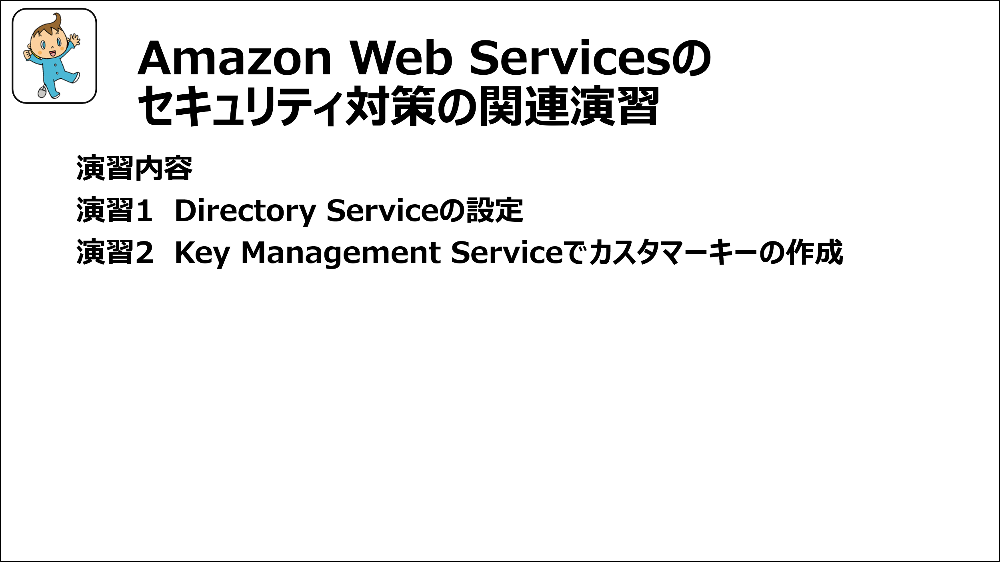 Amazon Web Servicesの
セキュリティ対策の関連演習
演習内容
演習1　Directory Serviceの設定
演習2　Key Management Serviceでカスタマーキーの作成